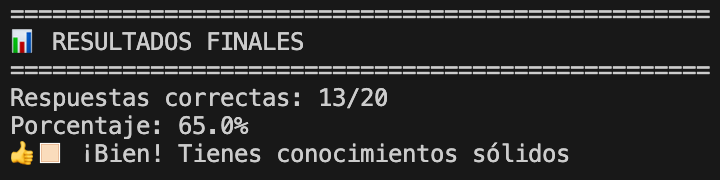 ==================================================
📊 RESULTADOS FINALES
==================================================
Respuestas correctas: 13/20
Porcentaje: 65.0%
👍🏼 ¡Bien! Tienes conocimientos sólidos